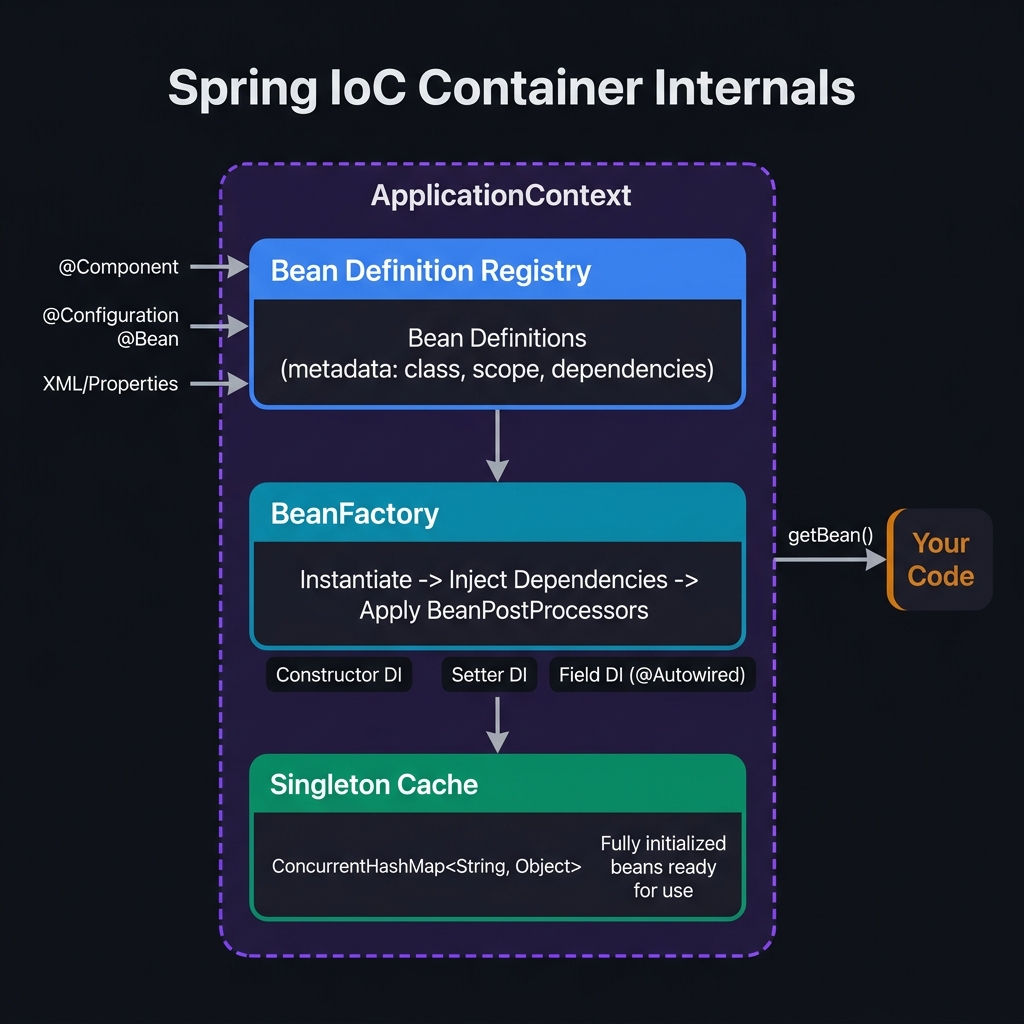 Spring IoC Container Internals
ApplicationContext
@Component
@Configuration
@Bean
XML/Properties
Bean Definition Registry
Bean Definitions
(metadata: class, scope, dependencies)
BeanFactory
Instantiate -> Inject Dependencies ->
Apply BeanPostProcessors
getBean()
Your
Code
Constructor DI
Setter DI
Field DI (@Autowired)
Singleton Cache
ConcurrentHashMap<String, Object>
Fully initialized
beans ready
for use